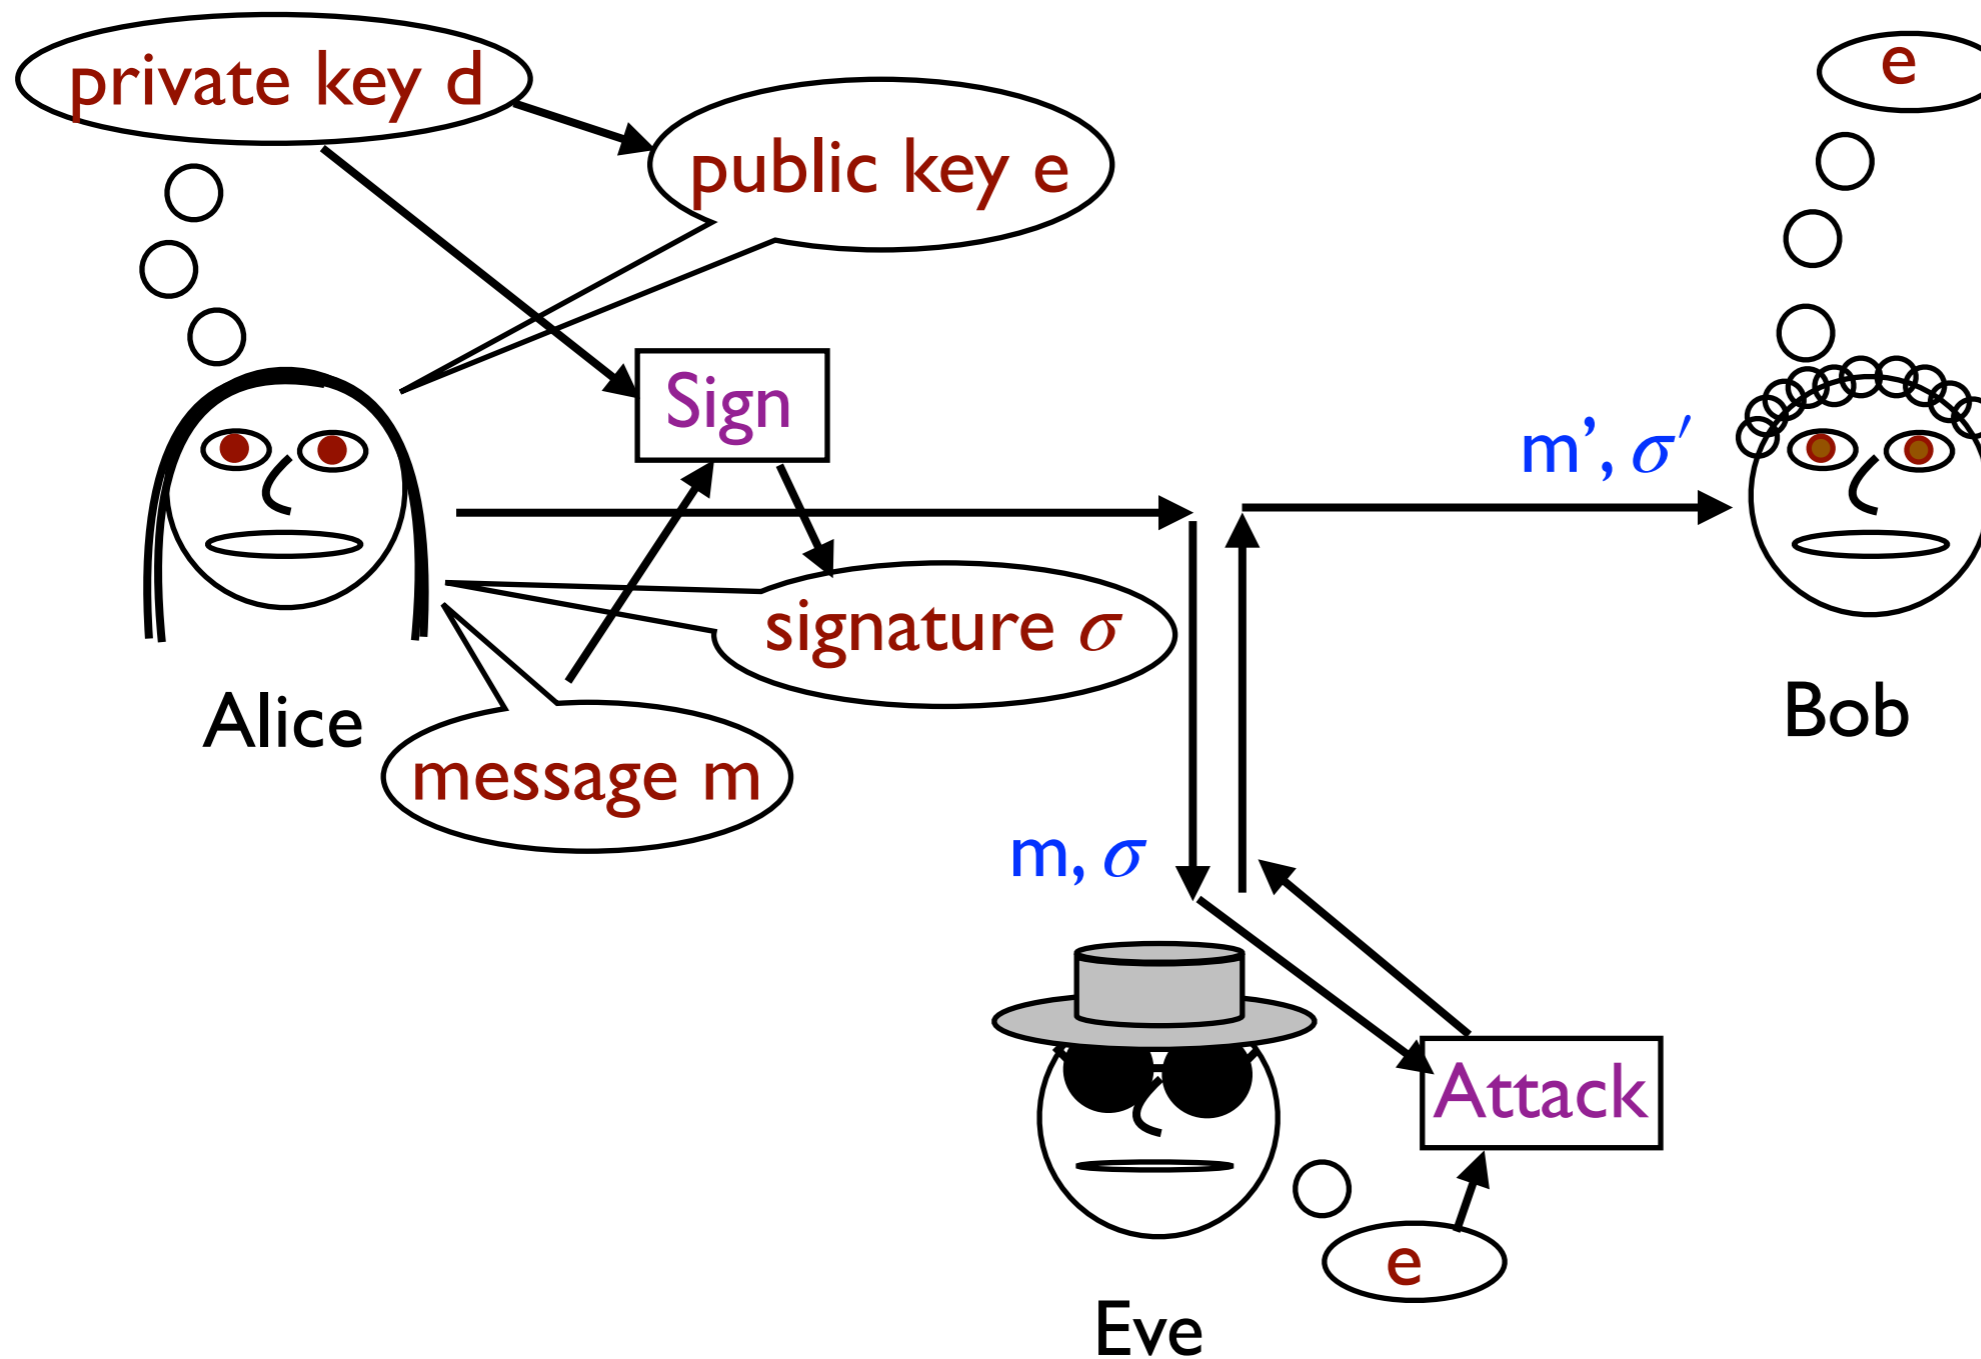 private key d
e
public key e
Sign
m’, σ′
signature σ
Alice
Bob
message m
m, σ
Attack
e
Eve